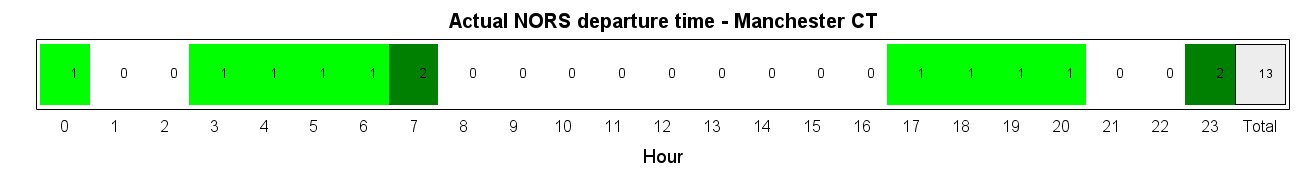 Actual NORS departure time - Manchester CT
1 0 0 1 1 1 1 2 0 0 0 0 0 0 0 0 0 1 1 1 1 0 0 2 13
0 1 2 3 4 5 6 7 8 9 10 11 12 13 14 15 16 17 18 19 20 21 22 23 Total
Hour